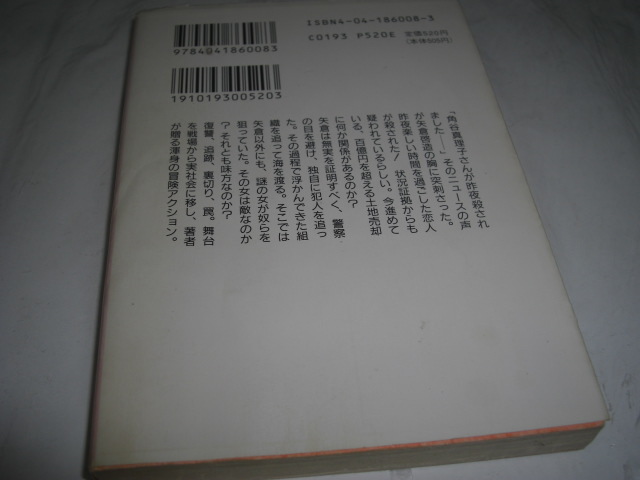 ISBN4-04-186008-3
C0193 P520E 定価520円
(本体505円)
9784041860083
1910193005203
「角谷真理子さんが昨夜殺され
ました……」そのニュースの声
が矢倉啓造の胸に突刺さった。
昨夜楽しい時間を過ごした恋人
が殺された！ 状況証拠からも
疑われているらしい。今進めて
いる、百億円を超える土地売却
に何か関係があるのか？
矢倉は無実を証明すべく、警察
の目を避け、独自に犯人を追っ
た。その過程で浮かんできた組
織を追って海を渡る。そこでは
矢倉以外にも、謎の女が奴らを
狙っていた。その女は敵なのか
？ それとも味方なのか？
復讐、追跡、裏切り、罠。舞台
を戦場から実社会に移し、著者
が贈る渾身の冒険アクション。